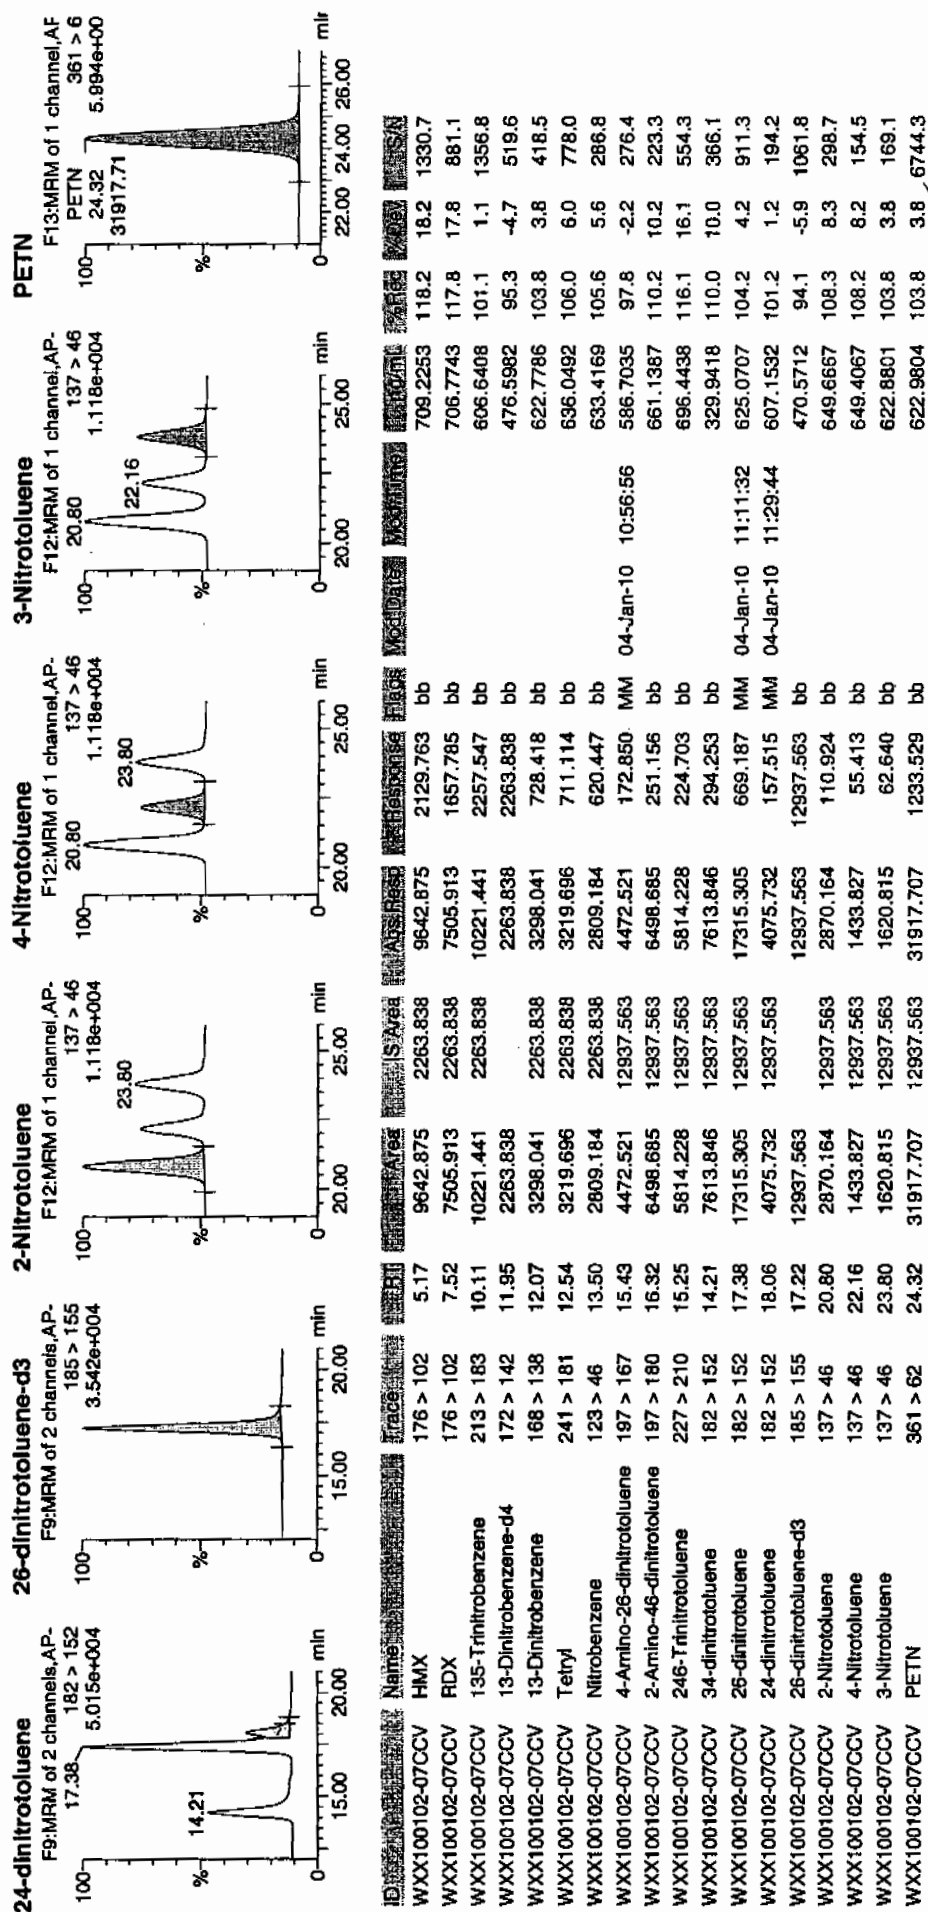 24-dinitrotoluene
F9:MRM of 2 channels,AP-
182 > 152
5.015e+004
17.38
14.21
100
%
0
15.00 20.00 min
26-dinitrotoluene-d3
F9:MRM of 2 channels,AP-
185 > 155
3.542e+004
100
%
0
15.00 20.00 min
2-Nitrotoluene
F12:MRM of 1 channel,AP-
137 > 46
1.118e+004
23.80
100
%
0
20.00 25.00 min
4-Nitrotoluene
F12:MRM of 1 channel,AP-
20.80 137 > 46
1.118e+004
23.80
100
%
0
20.00 25.00 min
3-Nitrotoluene
F12:MRM of 1 channel,AP-
20.80 137 > 46
1.118e+004
22.16
100
%
0
20.00 25.00
PETN
F13:MRM of 1 channel,AP
PETN 361 > 6
24.32 5.994e+00
31917.71
100
%
0
22.00 24.00 26.00 min
ID Name Trace RT Area IS Area Abs.Resp Response Flags Mod.Date Mod.Time ng/ml %Rec %Dev S/N
WXX100102-07CCV HMX 176 > 102 5.17 9642.875 2263.838 9642.875 2129.763 bb 709.2253 118.2 18.2 1330.7
WXX100102-07CCV RDX 176 > 102 7.52 7505.913 2263.838 7505.913 1657.785 bb 706.7743 117.8 17.8 881.1
WXX100102-07CCV 135-Trinitrobenzene 213 > 183 10.11 10221.441 2263.838 10221.441 2257.547 bb 606.6408 101.1 1.1 1356.8
WXX100102-07CCV 13-Dinitrobenzene-d4 172 > 142 11.95 2263.838 2263.838 2263.838 bb 476.5982 95.3 -4.7 519.6
WXX100102-07CCV 13-Dinitrobenzene 168 > 138 12.07 3298.041 2263.838 3298.041 728.418 bb 622.7786 103.8 3.8 418.5
WXX100102-07CCV Tetryl 241 > 181 12.54 3219.696 2263.838 3219.696 711.114 bb 636.0492 106.0 6.0 778.0
WXX100102-07CCV Nitrobenzene 123 > 46 13.50 2809.184 2263.838 2809.184 620.447 bb 633.4169 105.6 5.6 286.8
WXX100102-07CCV 4-Amino-26-dinitrotoluene 197 > 167 15.43 4472.521 12937.563 4472.521 172.850 MM 04-Jan-10 10:56:56 586.7035 97.8 -2.2 276.4
WXX100102-07CCV 2-Amino-46-dinitrotoluene 197 > 180 16.32 6498.685 12937.563 6498.685 251.156 bb 661.1387 110.2 10.2 223.3
WXX100102-07CCV 246-Trinitrotoluene 227 > 210 15.25 5814.228 12937.563 5814.228 224.703 bb 696.4438 116.1 16.1 554.3
WXX100102-07CCV 34-dinitrotoluene 182 > 152 14.21 7613.846 12937.563 7613.846 294.253 bb 329.9418 110.0 10.0 366.1
WXX100102-07CCV 26-dinitrotoluene 182 > 152 17.38 17315.305 12937.563 17315.305 669.187 MM 04-Jan-10 11:11:32 625.0707 104.2 4.2 911.3
WXX100102-07CCV 24-dinitrotoluene 182 > 152 18.06 4075.732 12937.563 4075.732 157.515 MM 04-Jan-10 11:29:44 607.1532 101.2 1.2 194.2
WXX100102-07CCV 26-dinitrotoluene-d3 185 > 155 17.22 12937.563 12937.563 12937.563 bb 470.5712 94.1 -5.9 1061.8
WXX100102-07CCV 2-Nitrotoluene 137 > 46 20.80 2870.164 12937.563 2870.164 110.924 bb 649.6667 108.3 8.3 298.7
WXX100102-07CCV 4-Nitrotoluene 137 > 46 22.16 1433.827 12937.563 1433.827 55.413 bb 649.4067 108.2 8.2 154.5
WXX100102-07CCV 3-Nitrotoluene 137 > 46 23.80 1620.815 12937.563 1620.815 62.640 bb 622.8801 103.8 3.8 169.1
WXX100102-07CCV PETN 361 > 62 24.32 31917.707 12937.563 31917.707 1233.529 bb 622.9804 103.8 3.8 674.3